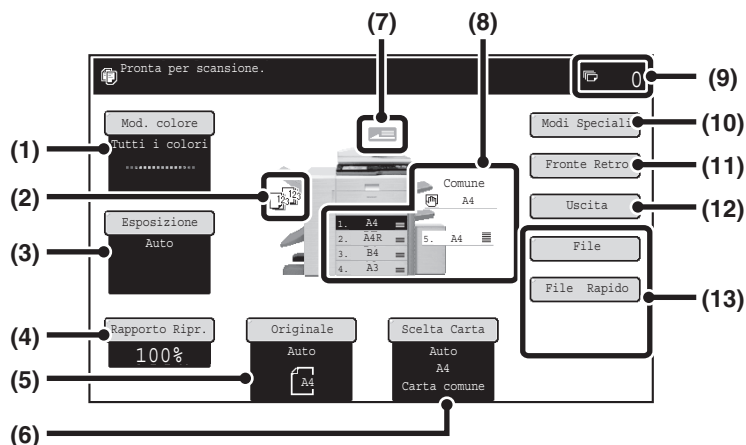 (7)
(8)
Pronta per scansione.
0
(9)
Mod. colore
Tutti i colori
(1)
(2)
123
123
Esposizione
Auto
(3)
Rapporto Ripr.
100%
(4)
Originale
Auto
A4
(5)
Scelta Carta
Auto
A4
Carta comune
(6)
Comune
A4
1. A4
2. A4R
3. B4
4. A3
5. A4
Modi Speciali
(10)
Fronte Retro
(11)
Uscita
(12)
File
File Rapido
(13)